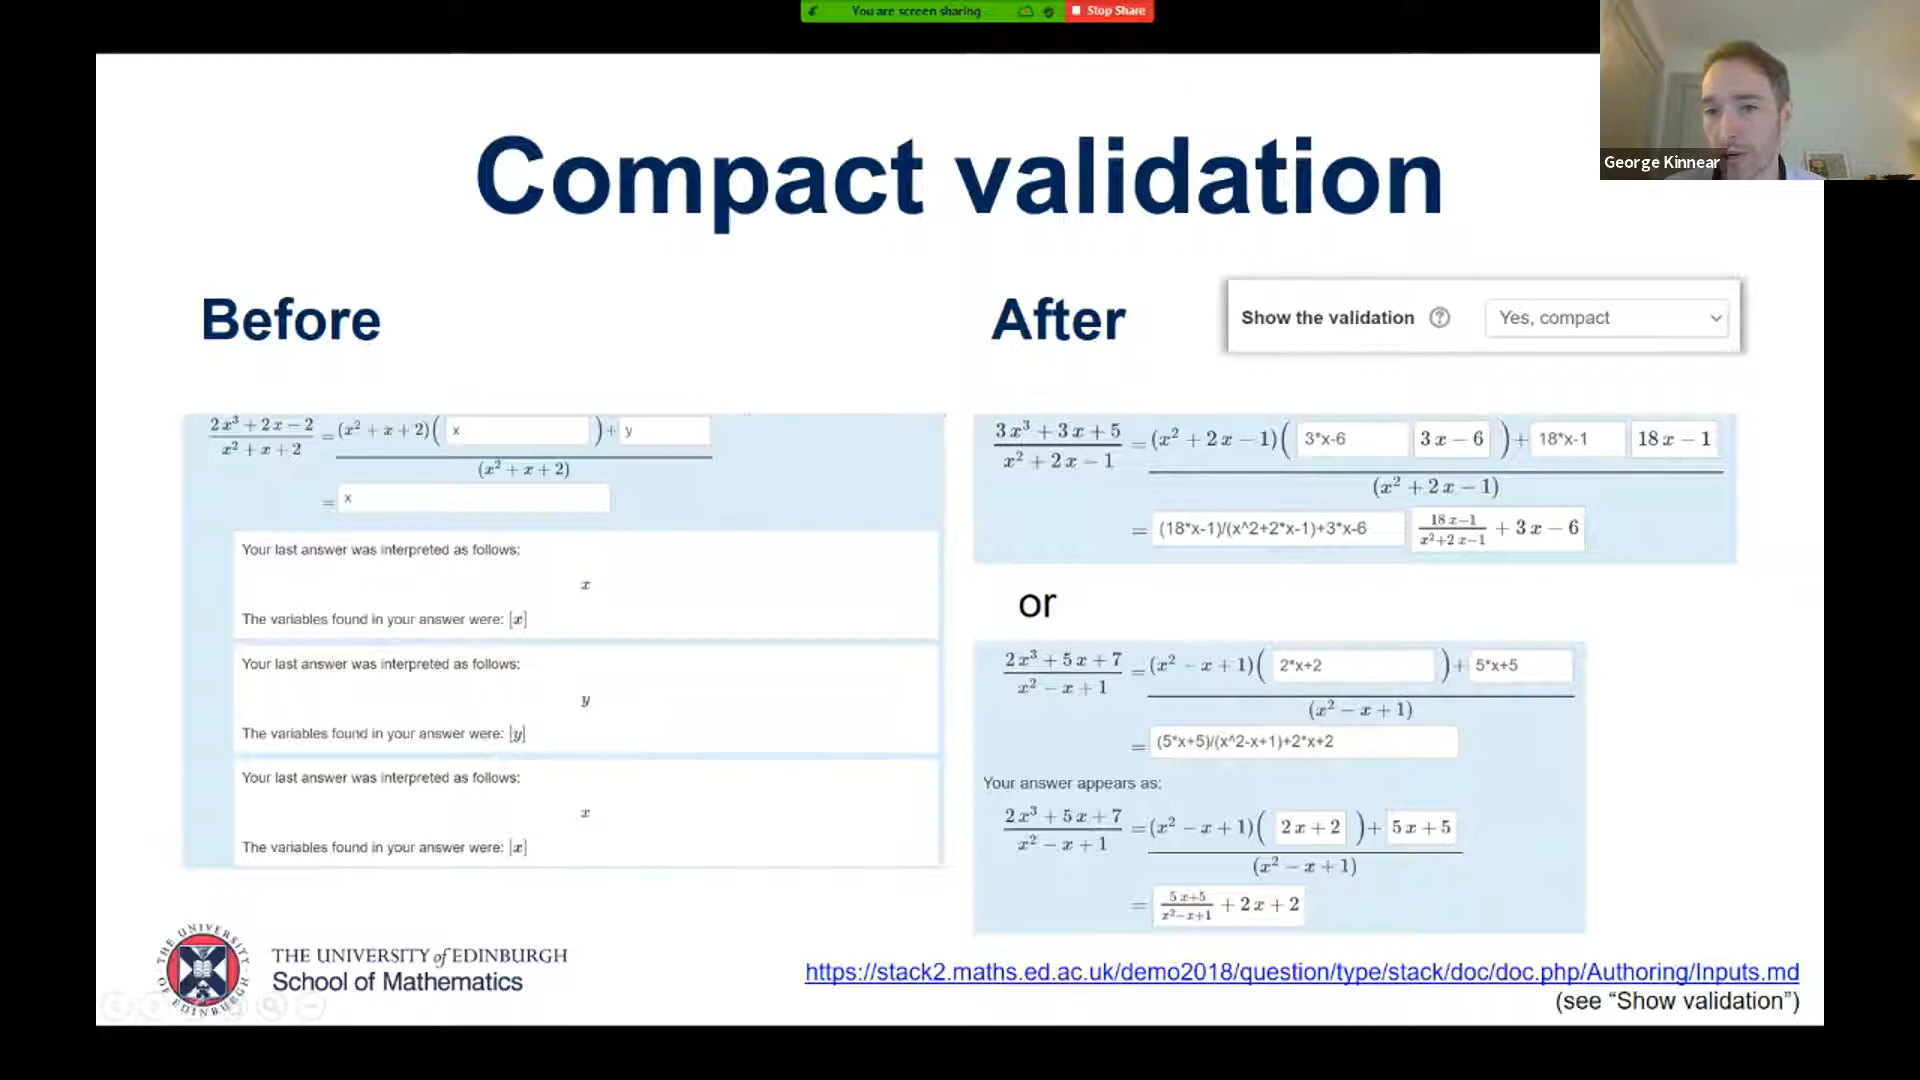 You are screen sharing
Stop Share
George Kinnear
Compact validation
Before
2x³ + 2x − 2
x² + x + 2
= (x² + x + 2)( x ) + y
(x² + x + 2)
= x
Your last answer was interpreted as follows:
x
The variables found in your answer were: [x]
Your last answer was interpreted as follows:
y
The variables found in your answer were: [y]
Your last answer was interpreted as follows:
x
The variables found in your answer were: [x]
After
Show the validation ? Yes, compact
3x³ + 3x + 5
x² + 2x − 1
= (x² + 2x − 1)( 3*x-6 3x − 6 ) + 18*x-1 18x − 1
(x² + 2x − 1)
= (18*x-1)/(x^2+2*x-1)+3*x-6
18x−1
x²+2x−1
+ 3x − 6
or
2x³ + 5x + 7
x² − x + 1
= (x² − x + 1)( 2*x+2 ) + 5*x+5
(x² − x + 1)
= (5*x+5)/(x^2-x+1)+2*x+2
Your answer appears as:
2x³ + 5x + 7
x² − x + 1
= (x² − x + 1)( 2x + 2 ) + 5x + 5
(x² − x + 1)
=
5x+5
x²−x+1
+ 2x + 2
THE UNIVERSITY OF EDINBURGH
THE UNIVERSITY of EDINBURGH
School of Mathematics
https://stack2.maths.ed.ac.uk/demo2018/question/type/stack/doc/doc.php/Authoring/Inputs.md
(see “Show validation”)